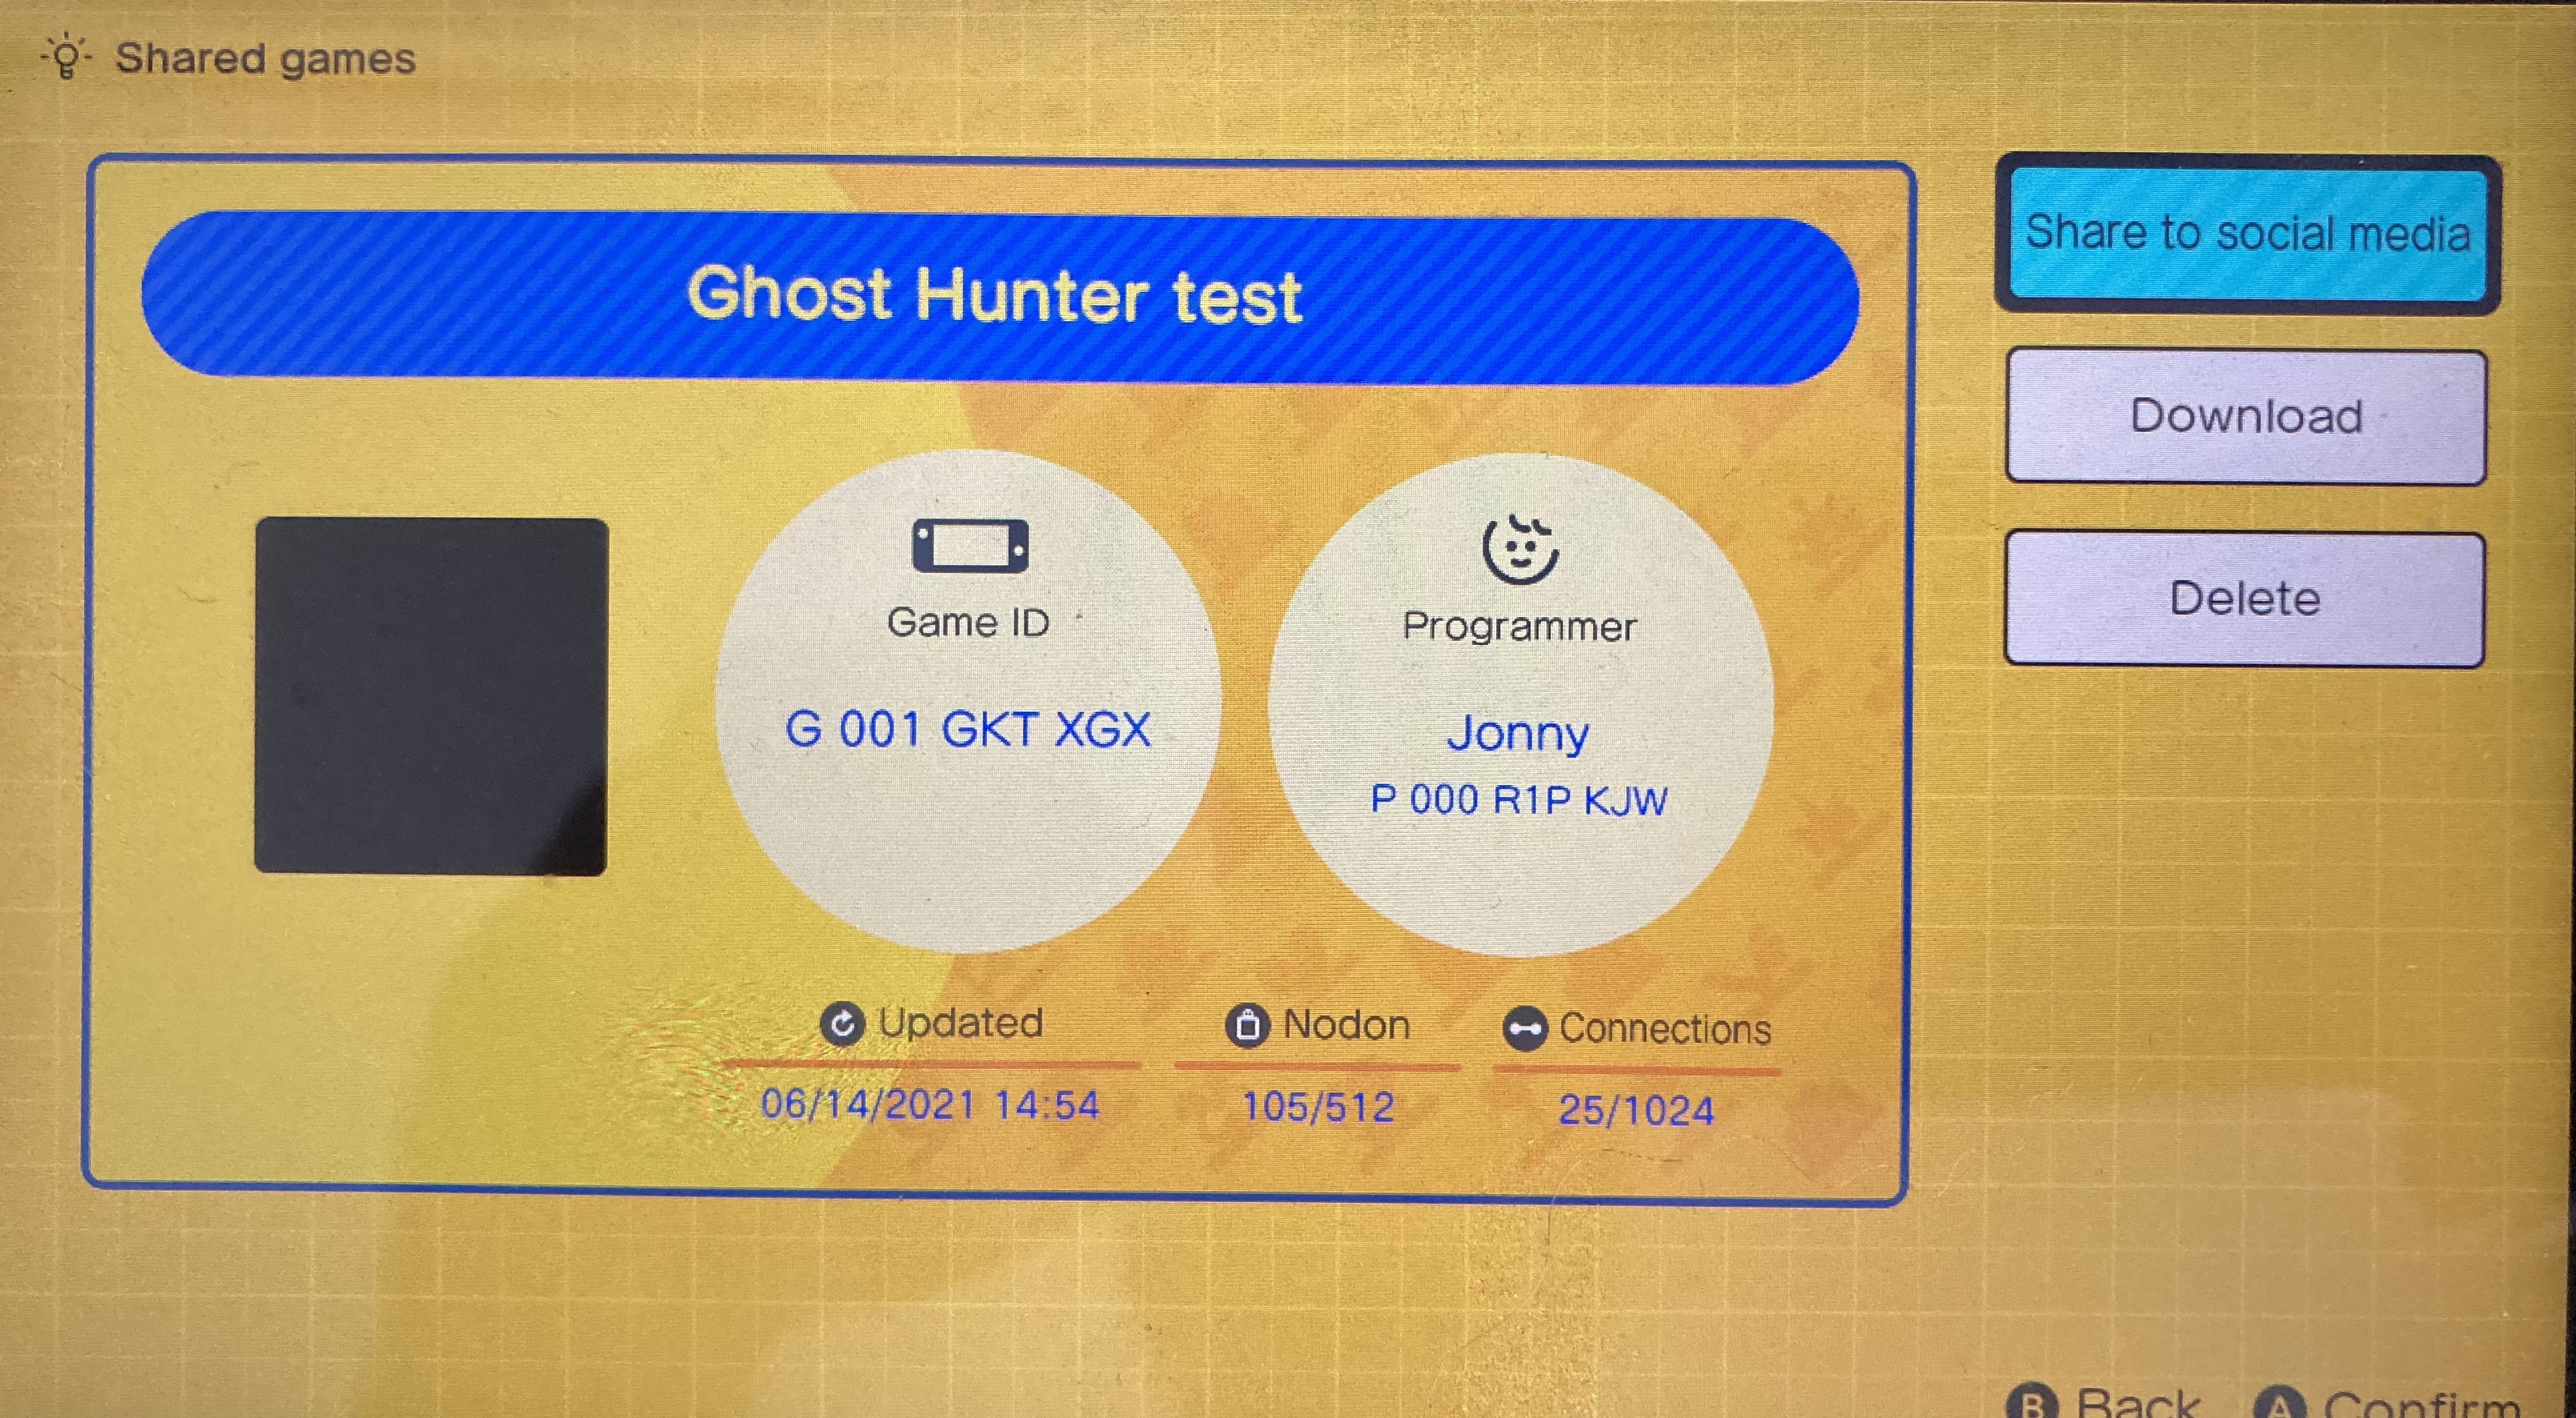 Shared games
Ghost Hunter test
Share to social media
Download
Delete
Game ID
G 001 GKT XGX
Programmer
Jonny
P 000 R1P KJW
Updated
06/14/2021 14:54
Nodon
105/512
Connections
25/1024
B Back A Confirm